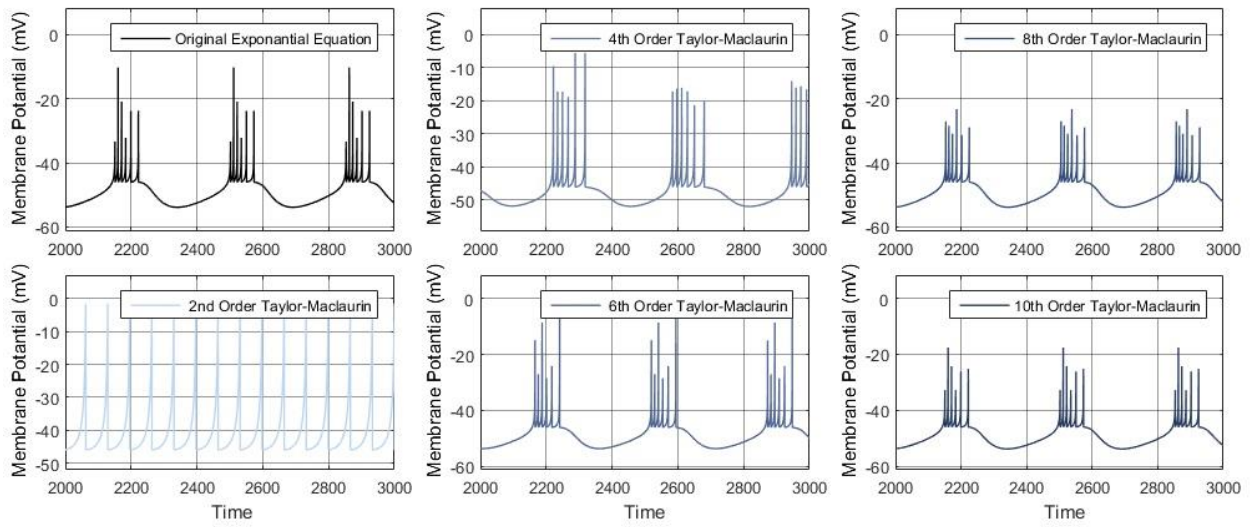 Membrane Potential (mV)
0
-20
-40
-60
Original Exponantial Equation
2000 2200 2400 2600 2800 3000
Membrane Potential (mV)
0
-10
-20
-30
-40
-50
4th Order Taylor-Maclaurin
2000 2200 2400 2600 2800 3000
Membrane Potential (mV)
0
-20
-40
-60
8th Order Taylor-Maclaurin
2000 2200 2400 2600 2800 3000
Membrane Potential (mV)
0
-10
-20
-30
-40
-50
2nd Order Taylor-Maclaurin
2000 2200 2400 2600 2800 3000
Time
Membrane Potential (mV)
0
-20
-40
-60
6th Order Taylor-Maclaurin
2000 2200 2400 2600 2800 3000
Time
Membrane Potential (mV)
0
-20
-40
-60
10th Order Taylor-Maclaurin
2000 2200 2400 2600 2800 3000
Time